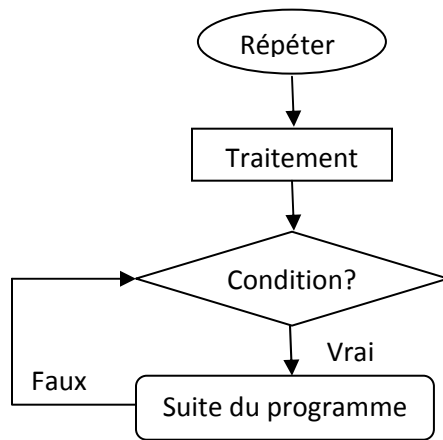 Répéter
Traitement
Condition?
Vrai
Faux
Suite du programme